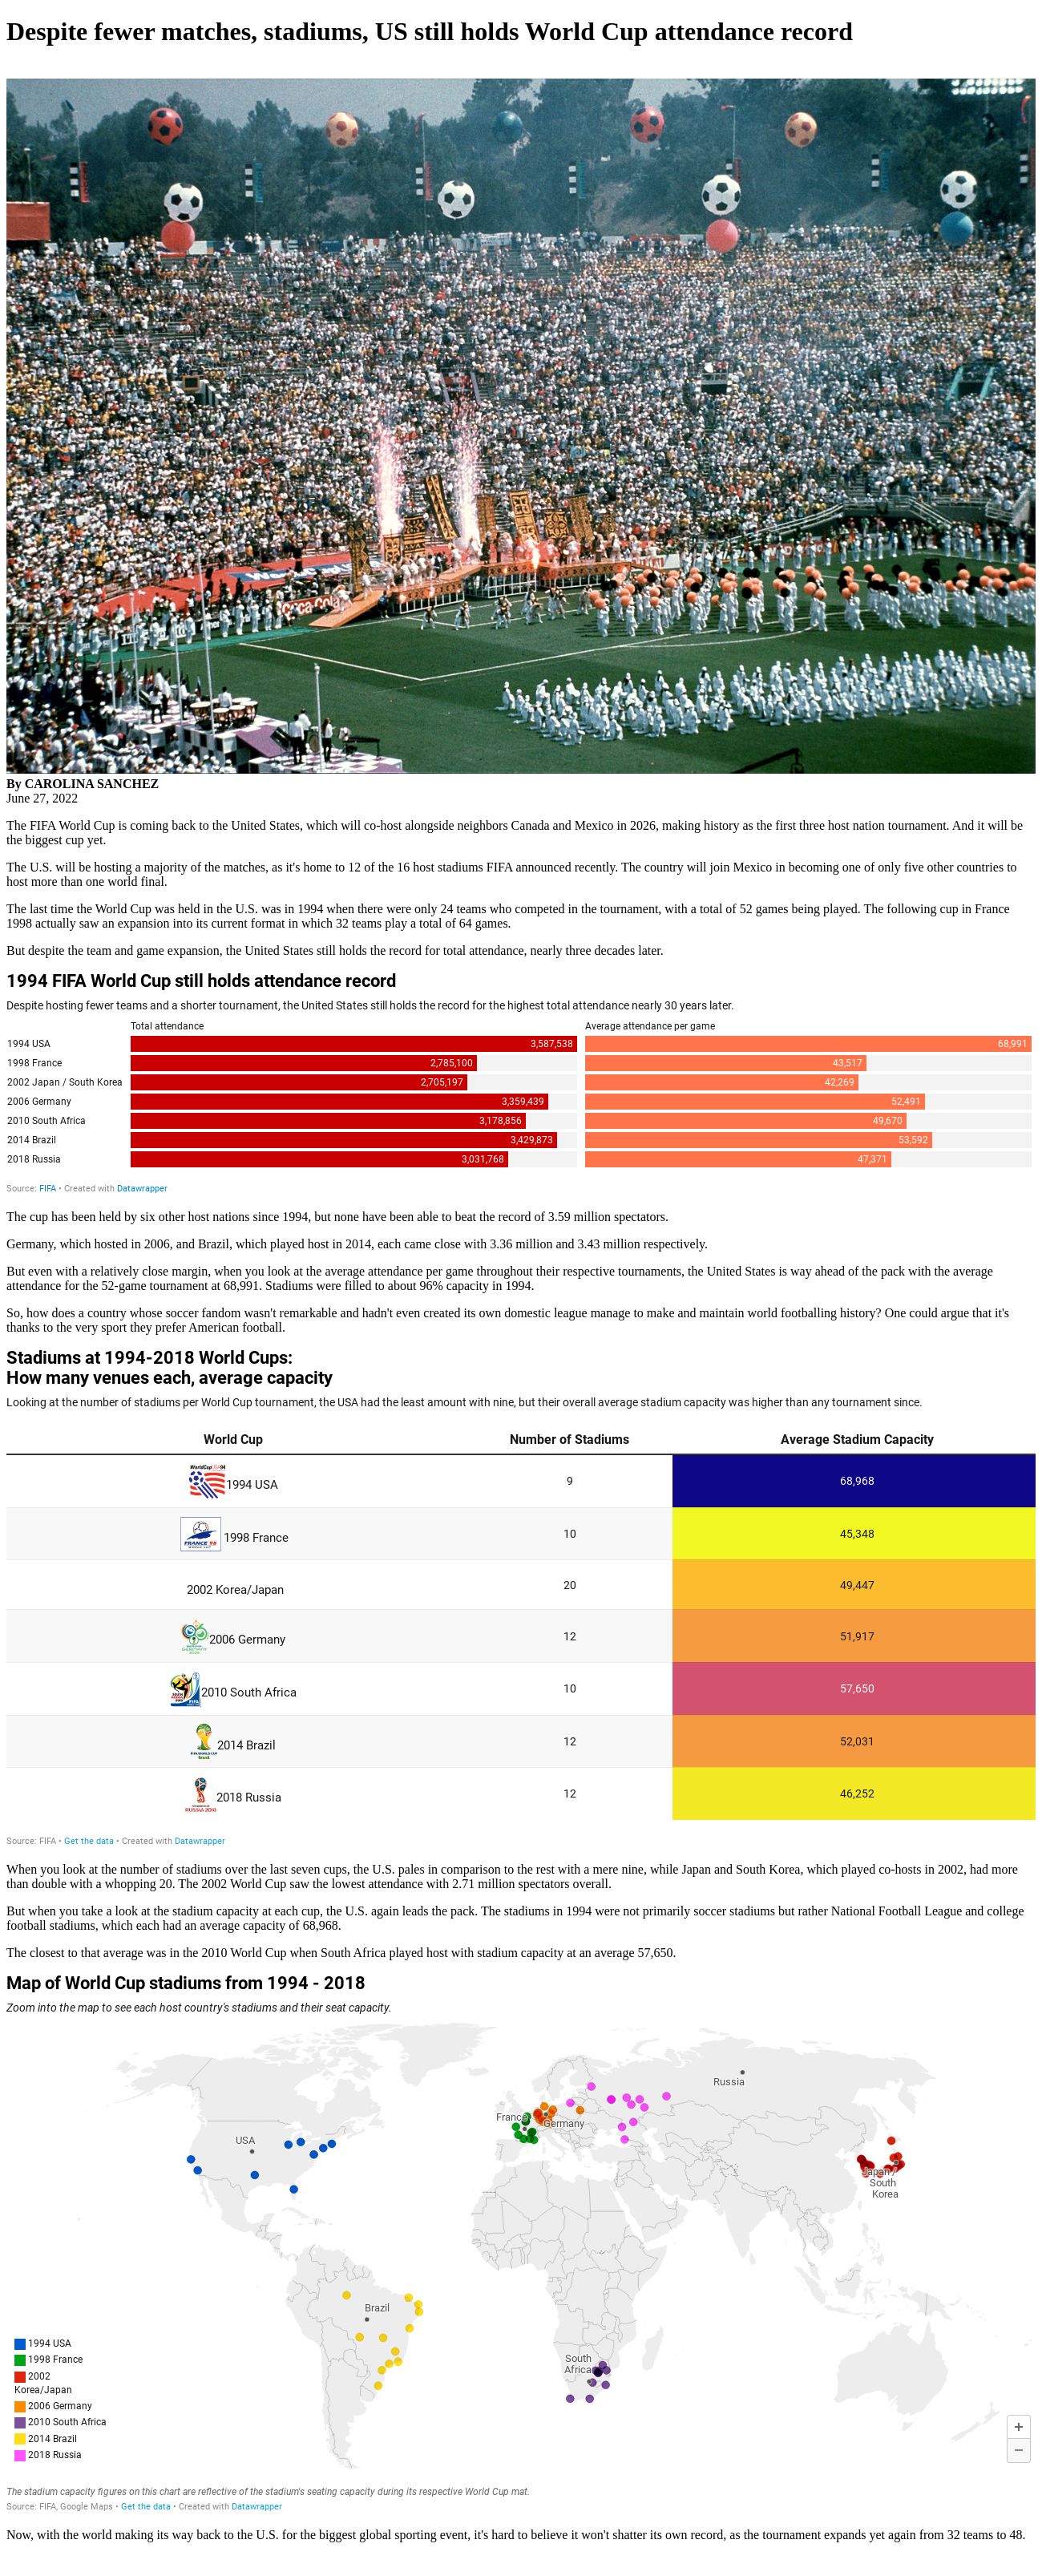 Despite fewer matches, stadiums, US still holds World Cup attendance record
Coca-Cola
By CAROLINA SANCHEZ
June 27, 2022
The FIFA World Cup is coming back to the United States, which will co-host alongside neighbors Canada and Mexico in 2026, making history as the first three host nation tournament. And it will be
the biggest cup yet.
The U.S. will be hosting a majority of the matches, as it's home to 12 of the 16 host stadiums FIFA announced recently. The country will join Mexico in becoming one of only five other countries to
host more than one world final.
The last time the World Cup was held in the U.S. was in 1994 when there were only 24 teams who competed in the tournament, with a total of 52 games being played. The following cup in France
1998 actually saw an expansion into its current format in which 32 teams play a total of 64 games.
But despite the team and game expansion, the United States still holds the record for total attendance, nearly three decades later.
1994 FIFA World Cup still holds attendance record
Despite hosting fewer teams and a shorter tournament, the United States still holds the record for the highest total attendance nearly 30 years later.
Total attendance Average attendance per game
1994 USA 3,587,538 68,991
1998 France 2,785,100 43,517
2002 Japan / South Korea 2,705,197 42,269
2006 Germany 3,359,439 52,491
2010 South Africa 3,178,856 49,670
2014 Brazil 3,429,873 53,592
2018 Russia 3,031,768 47,371
Source: FIFA • Created with Datawrapper
The cup has been held by six other host nations since 1994, but none have been able to beat the record of 3.59 million spectators.
Germany, which hosted in 2006, and Brazil, which played host in 2014, each came close with 3.36 million and 3.43 million respectively.
But even with a relatively close margin, when you look at the average attendance per game throughout their respective tournaments, the United States is way ahead of the pack with the average
attendance for the 52-game tournament at 68,991. Stadiums were filled to about 96% capacity in 1994.
So, how does a country whose soccer fandom wasn't remarkable and hadn't even created its own domestic league manage to make and maintain world footballing history? One could argue that it's
thanks to the very sport they prefer American football.
Stadiums at 1994-2018 World Cups:
How many venues each, average capacity
Looking at the number of stadiums per World Cup tournament, the USA had the least amount with nine, but their overall average stadium capacity was higher than any tournament since.
World Cup Number of Stadiums Average Stadium Capacity
WorldCupUSA94
1994 USA 9 68,968
FRANCE 98
WORLD CUP
1998 France 10 45,348
2002 Korea/Japan 20 49,447
2006 Germany 12 51,917
2010 South Africa 10 57,650
2014 Brazil 12 52,031
RUSSIA 2018
2018 Russia 12 46,252
Source: FIFA • Get the data • Created with Datawrapper
When you look at the number of stadiums over the last seven cups, the U.S. pales in comparison to the rest with a mere nine, while Japan and South Korea, which played co-hosts in 2002, had more
than double with a whopping 20. The 2002 World Cup saw the lowest attendance with 2.71 million spectators overall.
But when you take a look at the stadium capacity at each cup, the U.S. again leads the pack. The stadiums in 1994 were not primarily soccer stadiums but rather National Football League and college
football stadiums, which each had an average capacity of 68,968.
The closest to that average was in the 2010 World Cup when South Africa played host with stadium capacity at an average 57,650.
Map of World Cup stadiums from 1994 - 2018
Zoom into the map to see each host country's stadiums and their seat capacity.
Russia
France
Germany
USA
Japan /
South
Korea
Brazil
South
Africa
1994 USA
1998 France
2002
Korea/Japan
2006 Germany
2010 South Africa
2014 Brazil
2018 Russia
+
−
The stadium capacity figures on this chart are reflective of the stadium's seating capacity during its respective World Cup mat.
Source: FIFA, Google Maps • Get the data • Created with Datawrapper
Now, with the world making its way back to the U.S. for the biggest global sporting event, it's hard to believe it won't shatter its own record, as the tournament expands yet again from 32 teams to 48.